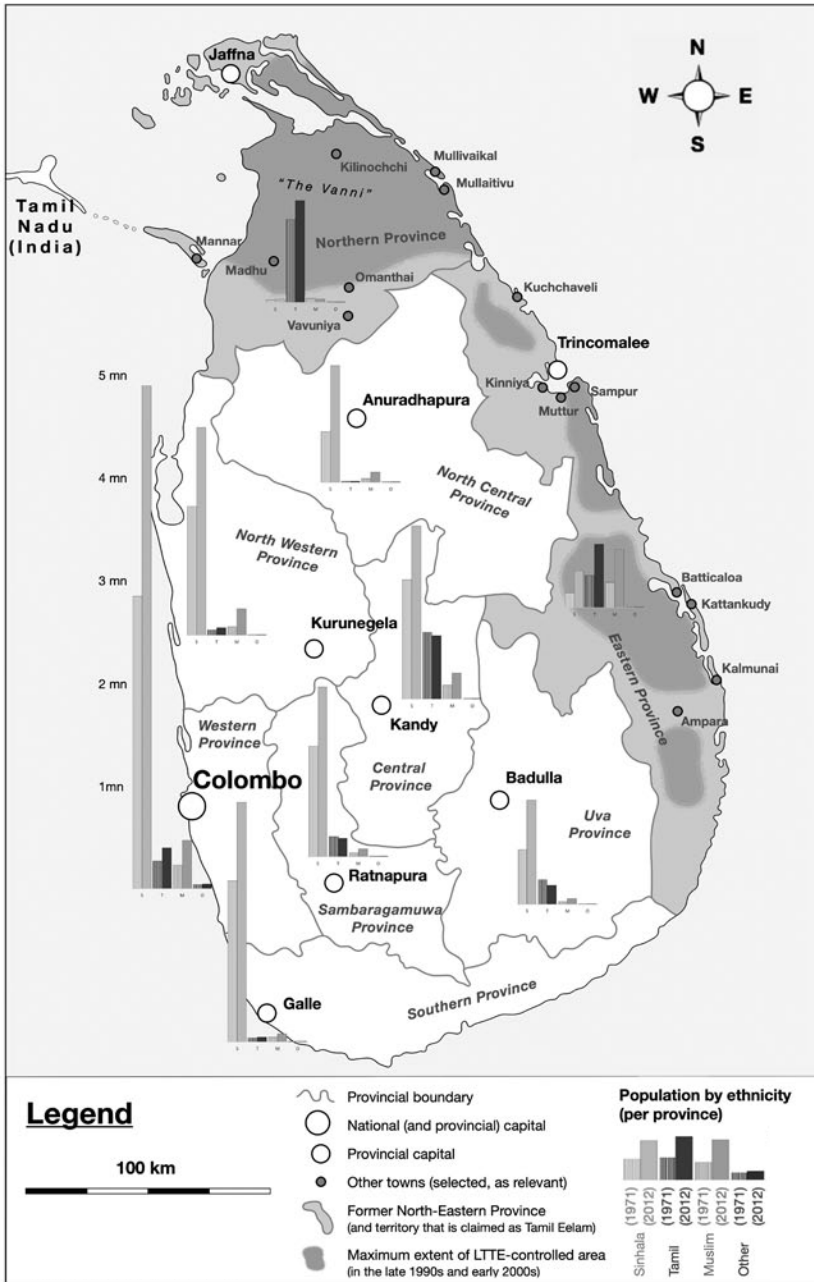 Jaffna
N
W E
S
Kilinochchi
Mullivaikal
"The Vanni"
Mullaitivu
Tamil
Nadu
(India)
Mannar
Northern Province
Madhu
Omanthai
S T M O
Vavuniya
Kuchchaveli
Trincomalee
5 mn
Kinniya
Sampur
Muttur
Anuradhapura
4 mn
S T M O
North Central
Province
North Western
Province
3 mn
Batticaloa
Kattankudy
S T M O
Kurunegela
S T M O
Eastern Province
Kalmunai
2 mn
Kandy
S T M O
Ampara
Western
Province
Central
Province
Colombo
1mn
Badulla
Uva
Province
S T M O
Ratnapura
S T M O
Sambaragamuwa
Province
S T M O
Southern Province
Galle
S T M O
Legend
100 km
Provincial boundary
National (and provincial) capital
Provincial capital
Other towns (selected, as relevant)
Former North-Eastern Province
(and territory that is claimed as Tamil Eelam)
Maximum extent of LTTE-controlled area
(in the late 1990s and early 2000s)
Population by ethnicity
(per province)
(1971)
(2012)
(1971)
(2012)
(1971)
(2012)
(1971)
(2012)
Sinhala
Tamil
Muslim
Other